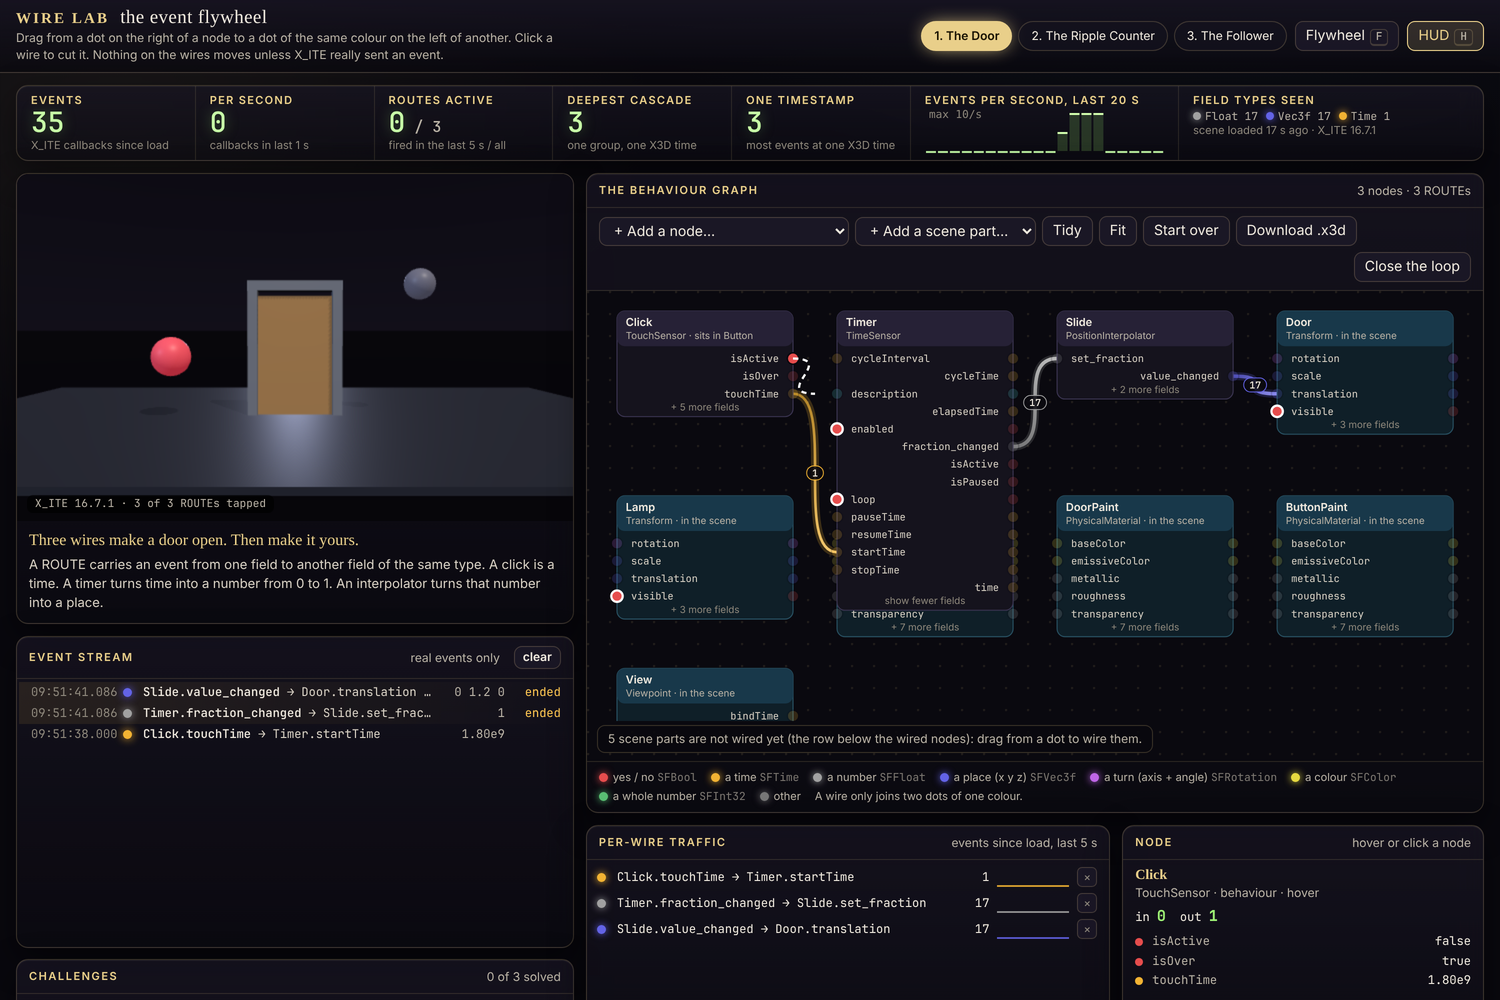 WIRE LAB the event flywheel
Drag from a dot on the right of a node to a dot of the same colour on the left of another. Click a
wire to cut it. Nothing on the wires moves unless X_ITE really sent an event.
1. The Door
2. The Ripple Counter
3. The Follower
Flywheel F
HUD H
EVENTS
35
X_ITE callbacks since load
PER SECOND
0
callbacks in last 1 s
ROUTES ACTIVE
0 / 3
fired in the last 5 s / all
DEEPEST CASCADE
3
one group, one X3D time
ONE TIMESTAMP
3
most events at one X3D time
EVENTS PER SECOND, LAST 20 S
max 10/s
FIELD TYPES SEEN
Float 17 Vec3f 17 Time 1
scene loaded 17 s ago · X_ITE 16.7.1
X_ITE 16.7.1 · 3 of 3 ROUTEs tapped
Three wires make a door open. Then make it yours.
A ROUTE carries an event from one field to another field of the same type. A click is a
time. A timer turns time into a number from 0 to 1. An interpolator turns that number
into a place.
EVENT STREAM
real events only
clear
09:51:41.086 Slide.value_changed → Door.translation … 0 1.2 0 ended
09:51:41.086 Timer.fraction_changed → Slide.set_frac… 1 ended
09:51:38.000 Click.touchTime → Timer.startTime 1.80e9
CHALLENGES
0 of 3 solved
THE BEHAVIOUR GRAPH
3 nodes · 3 ROUTEs
+ Add a node...
+ Add a scene part...
Tidy
Fit
Start over
Download .x3d
Close the loop
Click
TouchSensor · sits in Button
isActive
isOver
touchTime
+ 5 more fields
Timer
TimeSensor
cycleInterval
cycleTime
description
elapsedTime
enabled
fraction_changed
isActive
isPaused
loop
pauseTime
resumeTime
startTime
stopTime
time
show fewer fields
transparency
+ 7 more fields
Slide
PositionInterpolator
set_fraction
value_changed
+ 2 more fields
Door
Transform · in the scene
rotation
scale
translation
visible
+ 3 more fields
1
17
17
Lamp
Transform · in the scene
rotation
scale
translation
visible
+ 3 more fields
DoorPaint
PhysicalMaterial · in the scene
baseColor
emissiveColor
metallic
roughness
transparency
+ 7 more fields
ButtonPaint
PhysicalMaterial · in the scene
baseColor
emissiveColor
metallic
roughness
transparency
+ 7 more fields
View
Viewpoint · in the scene
bindTime
5 scene parts are not wired yet (the row below the wired nodes): drag from a dot to wire them.
yes / no SFBool a time SFTime a number SFFloat a place (x y z) SFVec3f a turn (axis + angle) SFRotation a colour SFColor
a whole number SFInt32 other A wire only joins two dots of one colour.
PER-WIRE TRAFFIC
events since load, last 5 s
Click.touchTime → Timer.startTime 1 ×
Timer.fraction_changed → Slide.set_fraction 17 ×
Slide.value_changed → Door.translation 17 ×
NODE
hover or click a node
Click
TouchSensor · behaviour · hover
in 0 out 1
isActive false
isOver true
touchTime 1.80e9